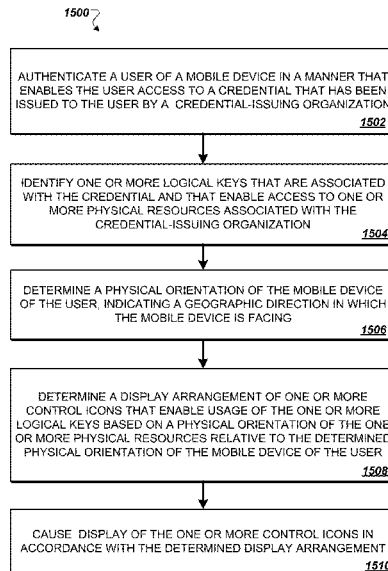 1500
AUTHENTICATE A USER OF A MOBILE DEVICE IN A MANNER THAT
ENABLES THE USER ACCESS TO A CREDENTIAL THAT HAS BEEN
ISSUED TO THE USER BY A CREDENTIAL-ISSUING ORGANIZATION
1502
IDENTIFY ONE OR MORE LOGICAL KEYS THAT ARE ASSOCIATED
WITH THE CREDENTIAL AND THAT ENABLE ACCESS TO ONE OR
MORE PHYSICAL RESOURCES ASSOCIATED WITH THE
CREDENTIAL-ISSUING ORGANIZATION
1504
DETERMINE A PHYSICAL ORIENTATION OF THE MOBILE DEVICE
OF THE USER, INDICATING A GEOGRAPHIC DIRECTION IN WHICH
THE MOBILE DEVICE IS FACING
1506
DETERMINE A DISPLAY ARRANGEMENT OF ONE OR MORE
CONTROL ICONS THAT ENABLE USAGE OF THE ONE OR MORE
LOGICAL KEYS BASED ON A PHYSICAL ORIENTATION OF THE ONE
OR MORE PHYSICAL RESOURCES RELATIVE TO THE DETERMINED
PHYSICAL ORIENTATION OF THE MOBILE DEVICE OF THE USER
1508
CAUSE DISPLAY OF THE ONE OR MORE CONTROL ICONS IN
ACCORDANCE WITH THE DETERMINED DISPLAY ARRANGEMENT
1510